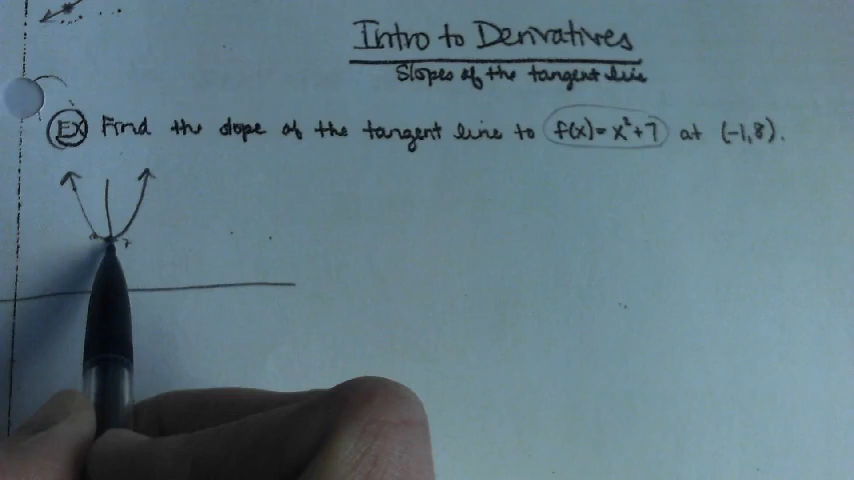 Intro to Derivatives
Slopes of the tangent line
Ex Find the slope of the tangent line to f(x)=x²+7 at (-1,8).
7